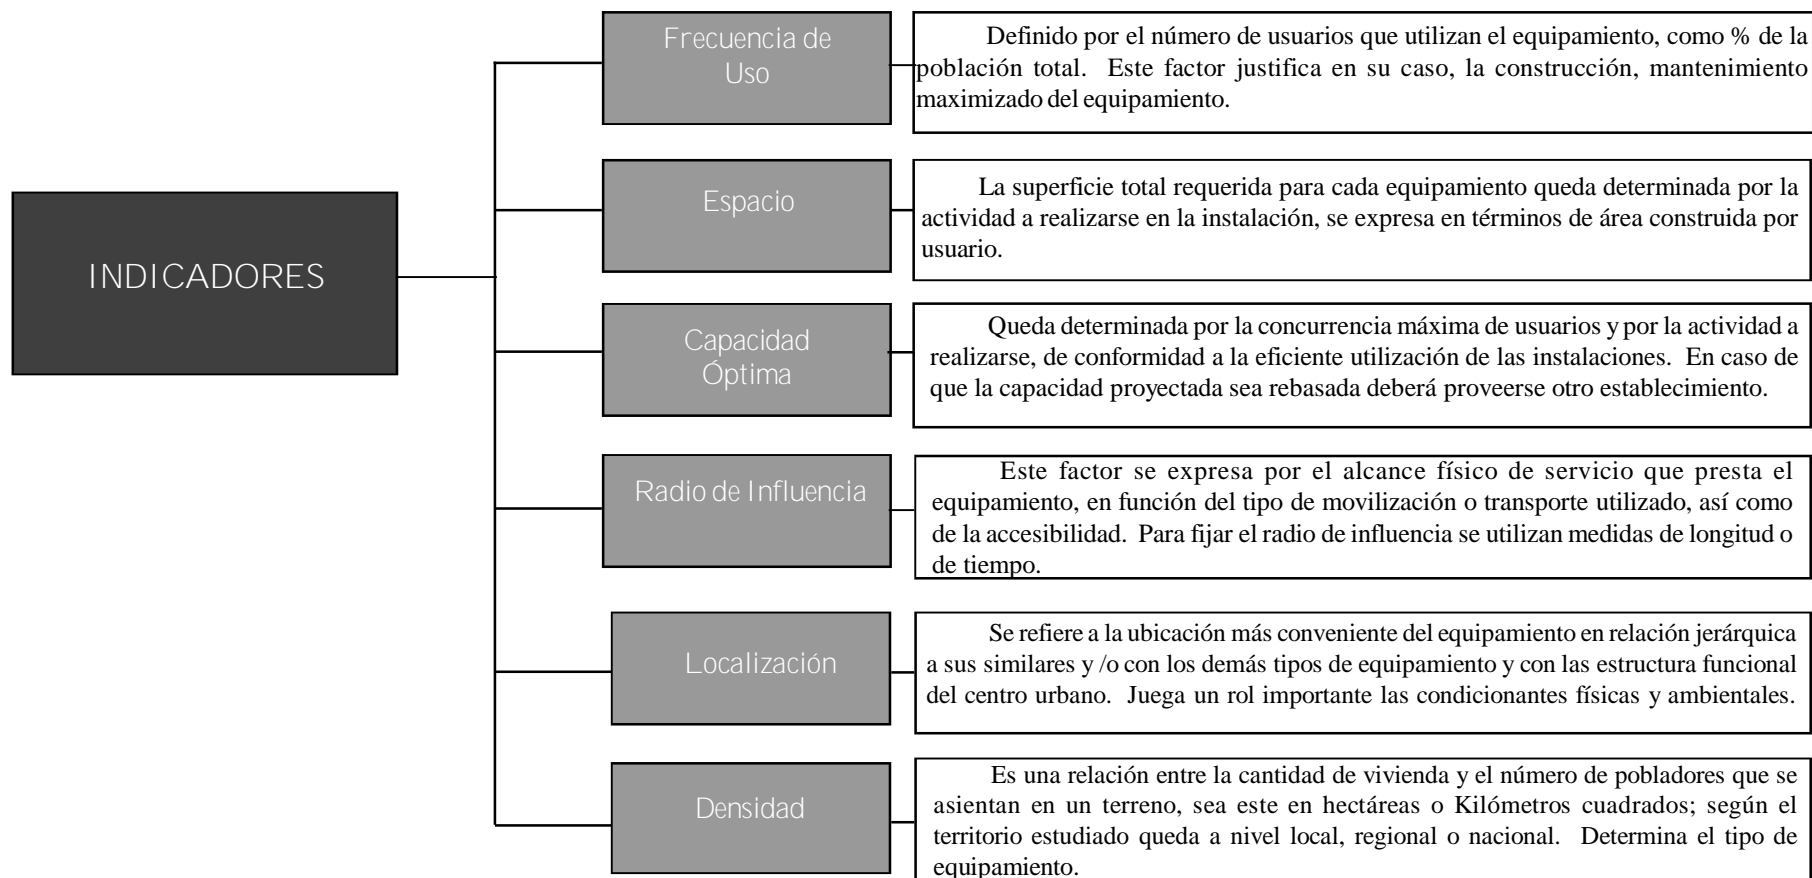 INDICADORES
Frecuencia de
Uso
Definido por el número de usuarios que utilizan el equipamiento, como % de la
población total. Este factor justifica en su caso, la construcción, mantenimiento
maximizado del equipamiento.
Espacio
La superficie total requerida para cada equipamiento queda determinada por la
actividad a realizarse en la instalación, se expresa en términos de área construida por
usuario.
Capacidad
Óptima
Queda determinada por la concurrencia máxima de usuarios y por la actividad a
realizarse, de conformidad a la eficiente utilización de las instalaciones. En caso de
que la capacidad proyectada sea rebasada deberá proveerse otro establecimiento.
Radio de Influencia
Este factor se expresa por el alcance físico de servicio que presta el
equipamiento, en función del tipo de movilización o transporte utilizado, así como
de la accesibilidad. Para fijar el radio de influencia se utilizan medidas de longitud o
de tiempo.
Localización
Se refiere a la ubicación más conveniente del equipamiento en relación jerárquica
a sus similares y /o con los demás tipos de equipamiento y con las estructura funcional
del centro urbano. Juega un rol importante las condicionantes físicas y ambientales.
Densidad
Es una relación entre la cantidad de vivienda y el número de pobladores que se
asientan en un terreno, sea este en hectáreas o Kilómetros cuadrados; según el
territorio estudiado queda a nivel local, regional o nacional. Determina el tipo de
equipamiento.